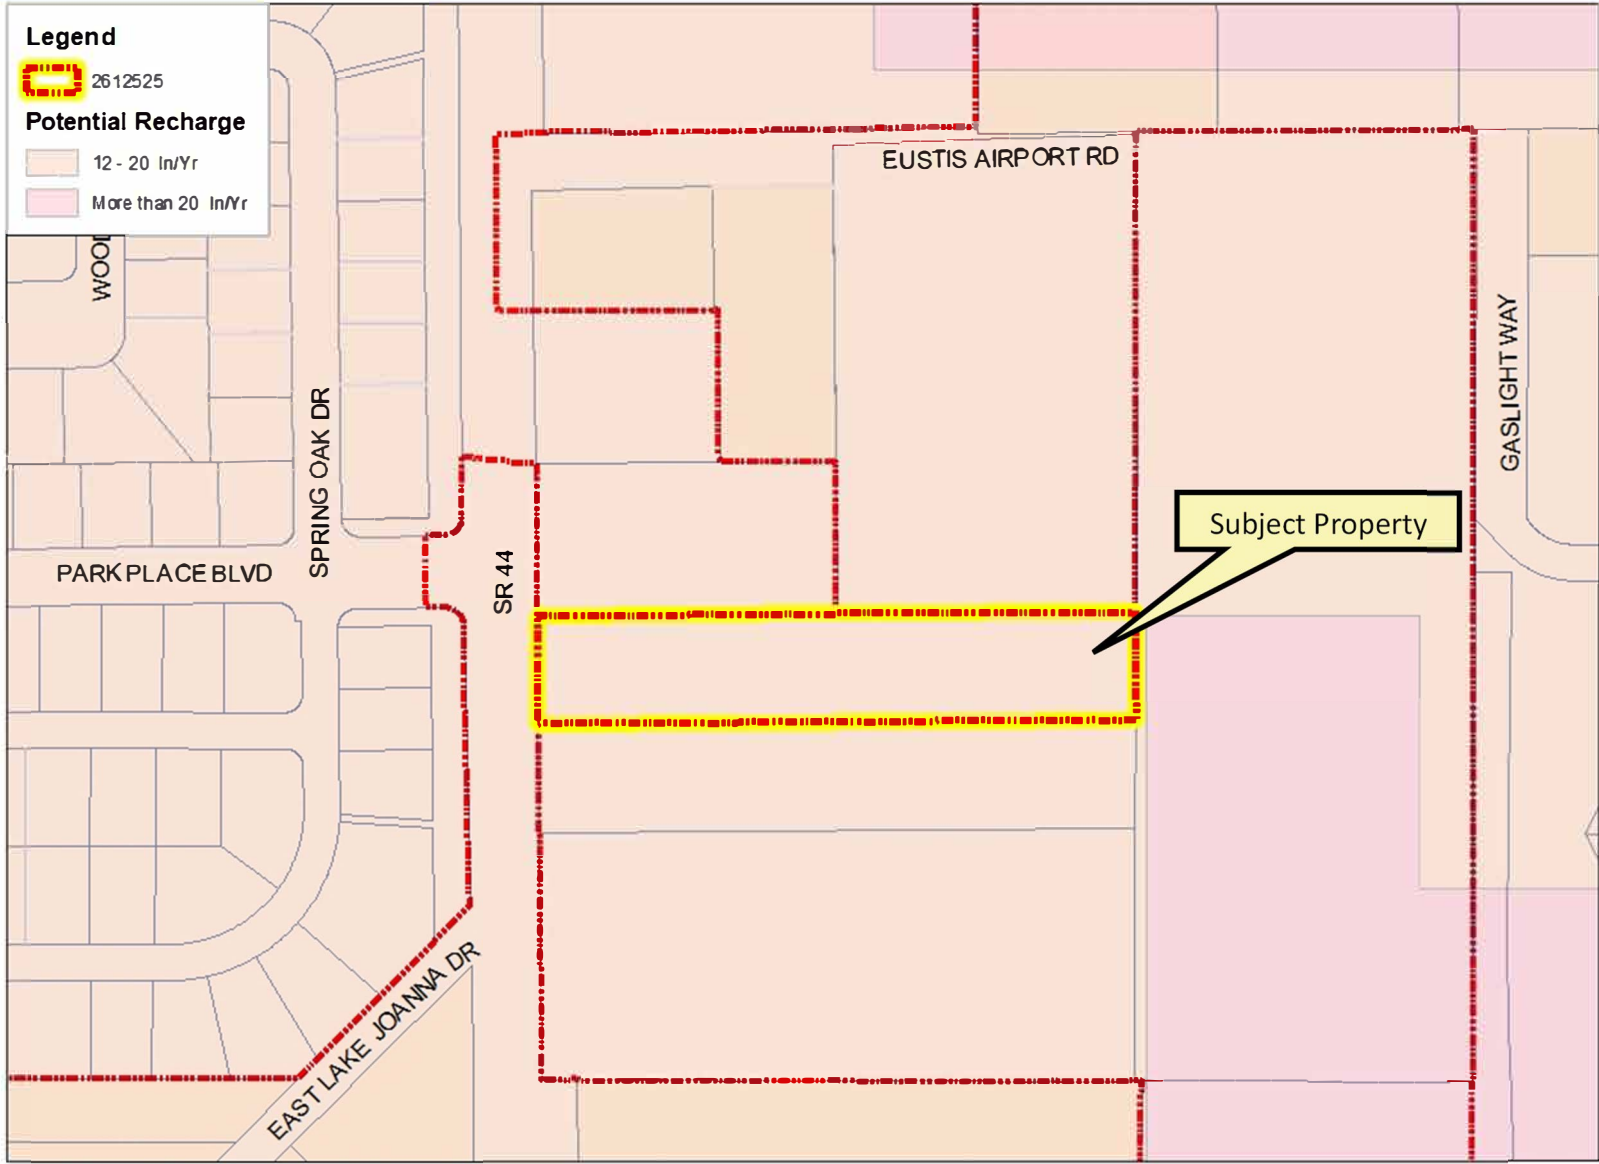 Legend
2612525
Potential Recharge
12 - 20 In/Yr
More than 20 In/Yr
EUSTIS AIRPORT RD
WOOD
GASLIGHT WAY
SPRING OAK DR
Subject Property
SR 44
PARK PLACE BLVD
EAST LAKE JOANNA DR